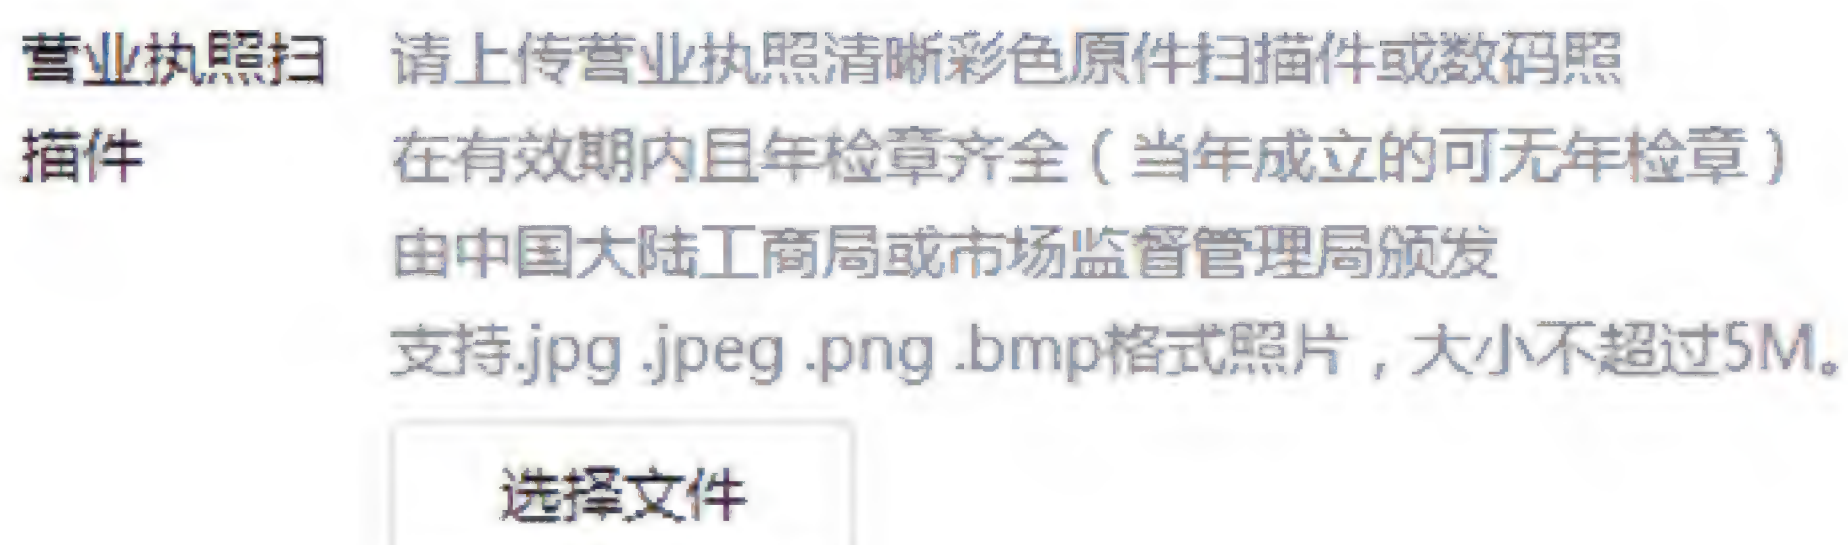 营业执照扫描件
请上传营业执照清晰彩色原件扫描件或数码照
在有效期内且年检章齐全（当年成立的可无年检章）
由中国大陆工商局或市场监督管理局颁发
支持.jpg .jpeg .png .bmp格式照片，大小不超过5M。
选择文件